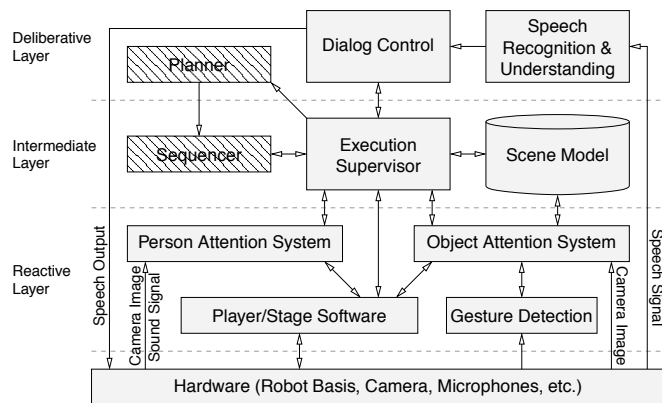 Deliberative
Layer
Dialog Control
Speech
Recognition &
Understanding
Planner
Intermediate
Layer
Sequencer
Execution
Supervisor
Scene Model
Reactive
Layer
Speech Output
Person Attention System
Object Attention System
Camera Image
Sound Signal
Camera Image
Speech Signal
Player/Stage Software
Gesture Detection
Hardware (Robot Basis, Camera, Microphones, etc.)